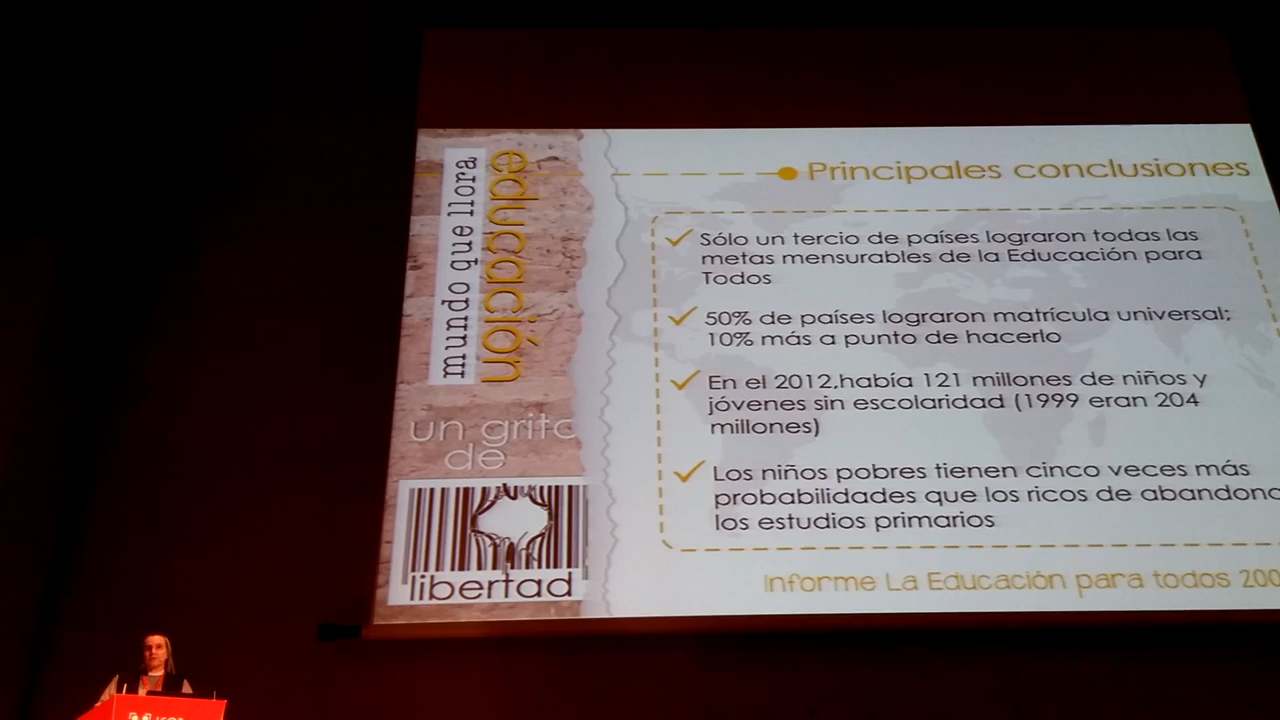 educación
mundo que llora
un grito
de
libertad
Principales conclusiones
Sólo un tercio de países lograron todas las
metas mensurables de la Educación para
Todos
50% de países lograron matrícula universal;
10% más a punto de hacerlo
En el 2012,había 121 millones de niños y
jóvenes sin escolaridad (1999 eran 204
millones)
Los niños pobres tienen cinco veces más
probabilidades que los ricos de abandona
los estudios primarios
Informe La Educación para todos 200